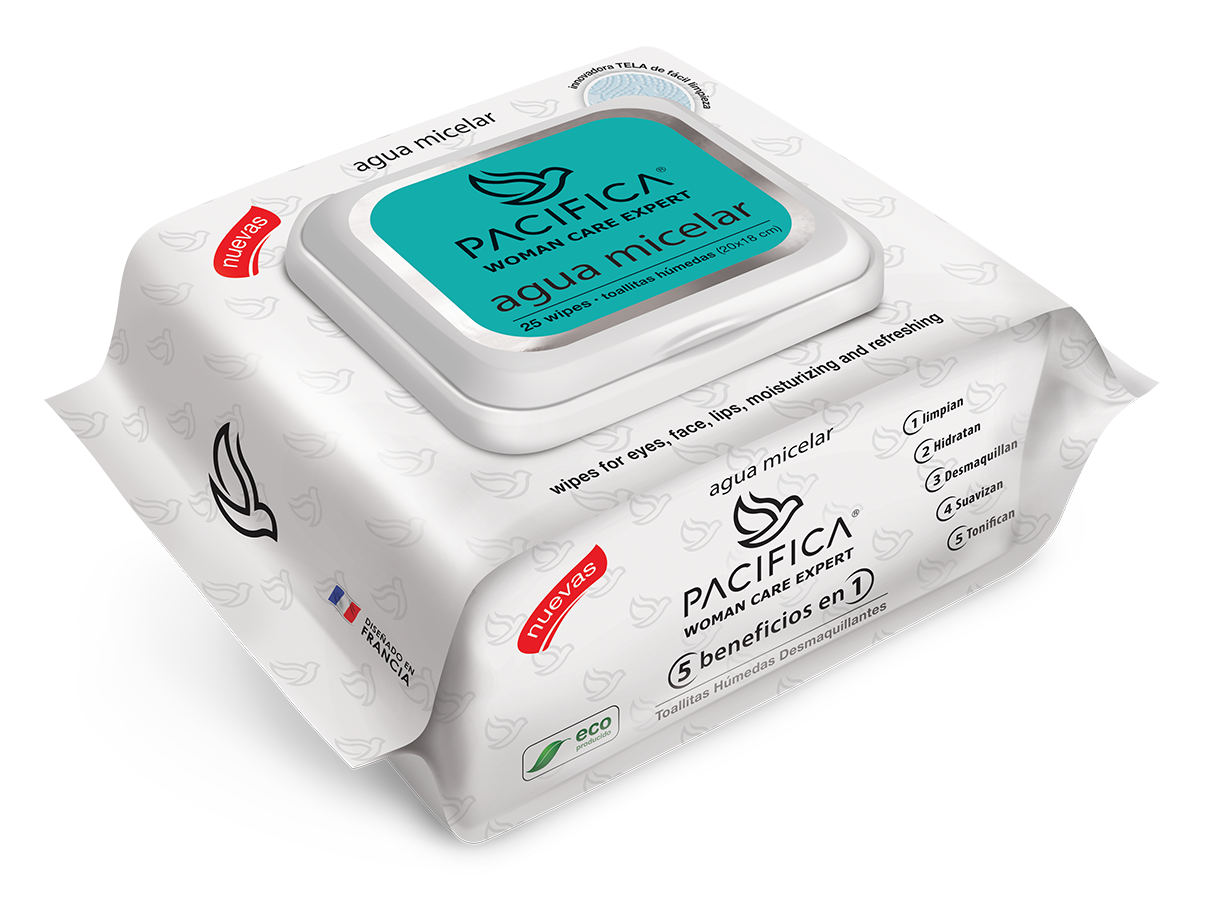 innovadora TELA de fácil limpieza
agua micelar
nuevas
PACIFICA®
WOMAN CARE EXPERT
agua micelar
25 wipes · toallitas húmedas (20x18 cm)
wipes for eyes, face, lips, moisturizing and refreshing
agua micelar
PACIFICA®
WOMAN CARE EXPERT
5 beneficios en 1
Toallitas Húmedas Desmaquillantes
1 limpian
2 Hidratan
3 Desmaquillan
4 Suavizan
5 Tonifican
nuevas
DISEÑADO EN
FRANCIA
eco
producido